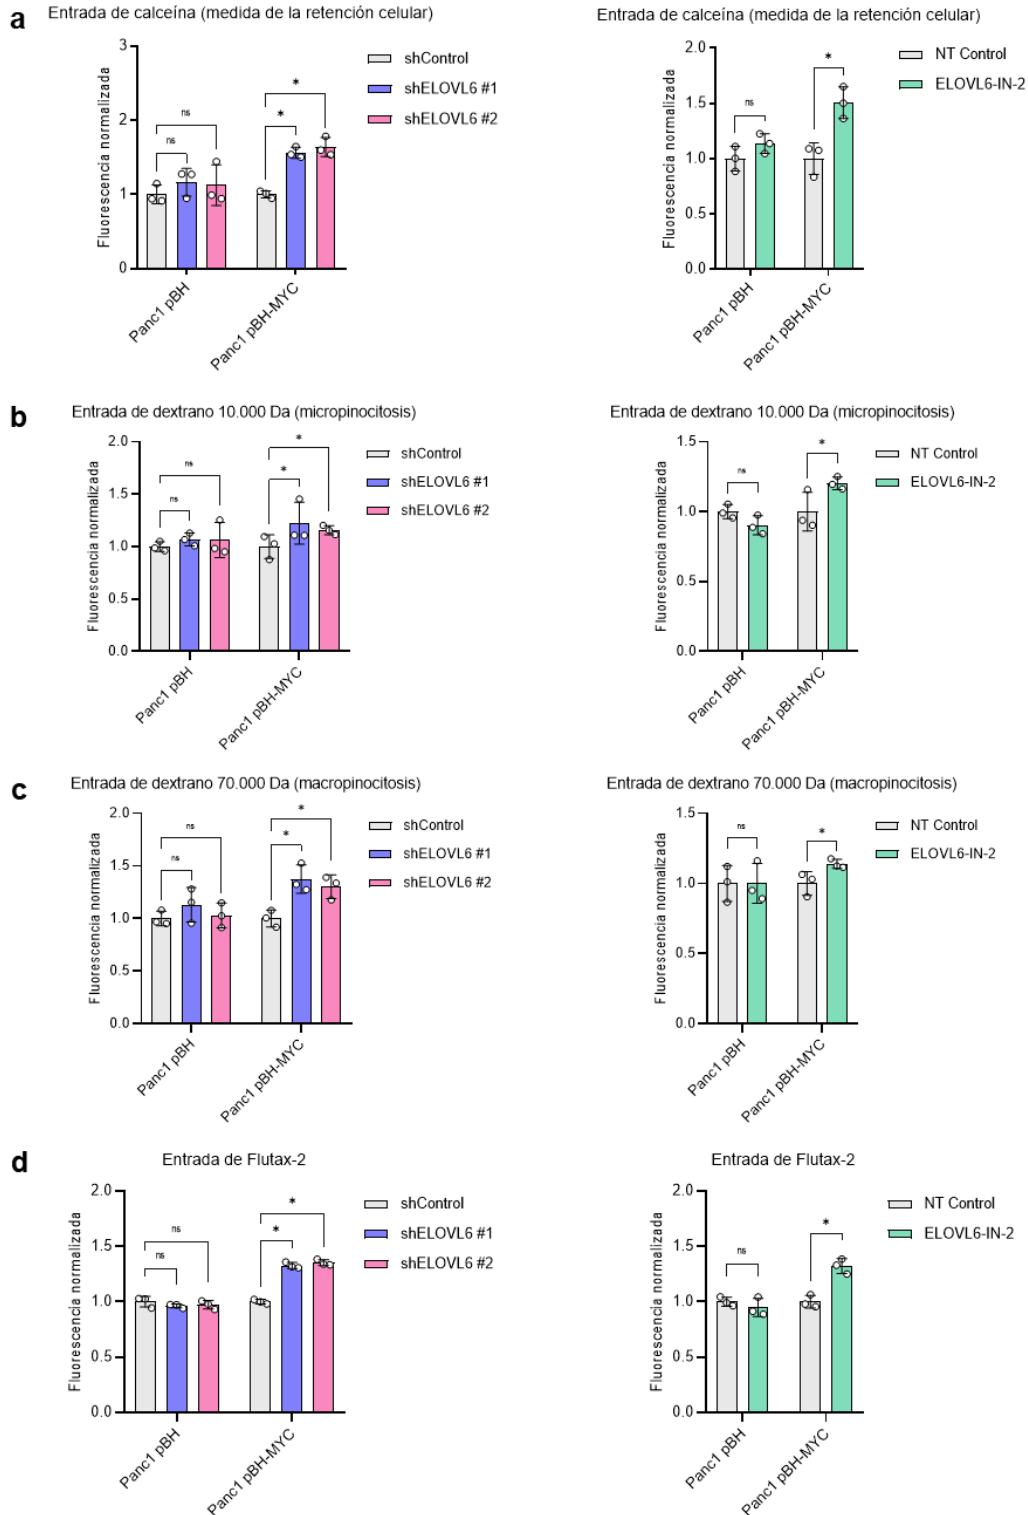 a
Entrada de calceína (medida de la retención celular)
Fluorescencia normalizada
3
2
1
0
ns
ns
*
*
shControl
shELOVL6 #1
shELOVL6 #2
Panc1 pBH
Panc1 pBH-MYC
Entrada de calceína (medida de la retención celular)
Fluorescencia normalizada
2.0
1.5
1.0
0.5
0.0
ns
*
NT Control
ELOVL6-IN-2
Panc1 pBH
Panc1 pBH-MYC
b
Entrada de dextrano 10.000 Da (micropinocitosis)
Fluorescencia normalizada
2.0
1.5
1.0
0.5
0.0
ns
ns
*
*
shControl
shELOVL6 #1
shELOVL6 #2
Panc1 pBH
Panc1 pBH-MYC
Entrada de dextrano 10.000 Da (micropinocitosis)
Fluorescencia normalizada
1.5
1.0
0.5
0.0
ns
*
NT Control
ELOVL6-IN-2
Panc1 pBH
Panc1 pBH-MYC
c
Entrada de dextrano 70.000 Da (macropinocitosis)
Fluorescencia normalizada
2.0
1.5
1.0
0.5
0.0
ns
ns
*
*
shControl
shELOVL6 #1
shELOVL6 #2
Panc1 pBH
Panc1 pBH-MYC
Entrada de dextrano 70.000 Da (macropinocitosis)
Fluorescencia normalizada
1.5
1.0
0.5
0.0
ns
*
NT Control
ELOVL6-IN-2
Panc1 pBH
Panc1 pBH-MYC
d
Entrada de Flutax-2
Fluorescencia normalizada
2.0
1.5
1.0
0.5
0.0
ns
ns
*
*
shControl
shELOVL6 #1
shELOVL6 #2
Panc1 pBH
Panc1 pBH-MYC
Entrada de Flutax-2
Fluorescencia normalizada
2.0
1.5
1.0
0.5
0.0
ns
*
NT Control
ELOVL6-IN-2
Panc1 pBH
Panc1 pBH-MYC